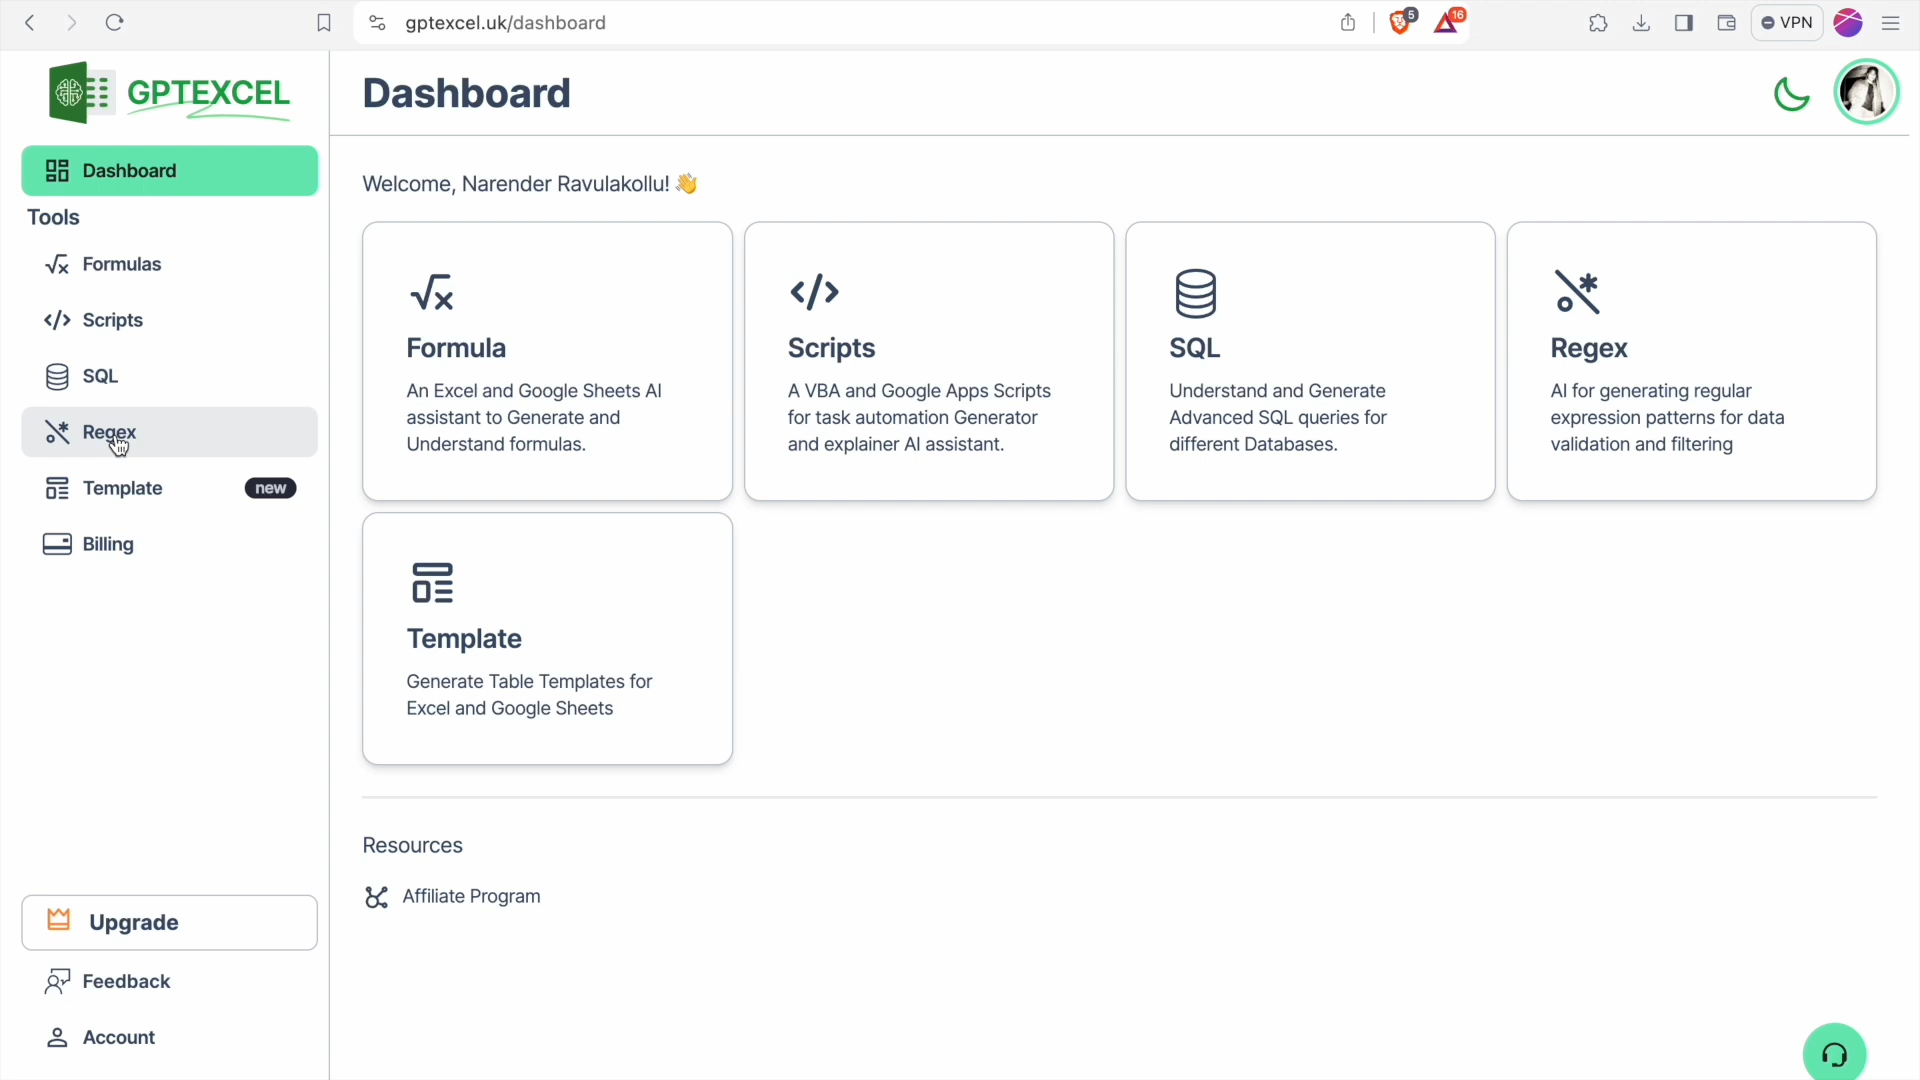 gptexcel.uk/dashboard
5
16
VPN
GPTEXCEL
Dashboard
Dashboard
Tools
Formulas
Scripts
SQL
Regex
Template
new
Billing
Upgrade
Feedback
Account
Welcome, Narender Ravulakollu! 👋
Formula
An Excel and Google Sheets AI
assistant to Generate and
Understand formulas.
Scripts
A VBA and Google Apps Scripts
for task automation Generator
and explainer AI assistant.
SQL
Understand and Generate
Advanced SQL queries for
different Databases.
Regex
AI for generating regular
expression patterns for data
validation and filtering
Template
Generate Table Templates for
Excel and Google Sheets
Resources
Affiliate Program